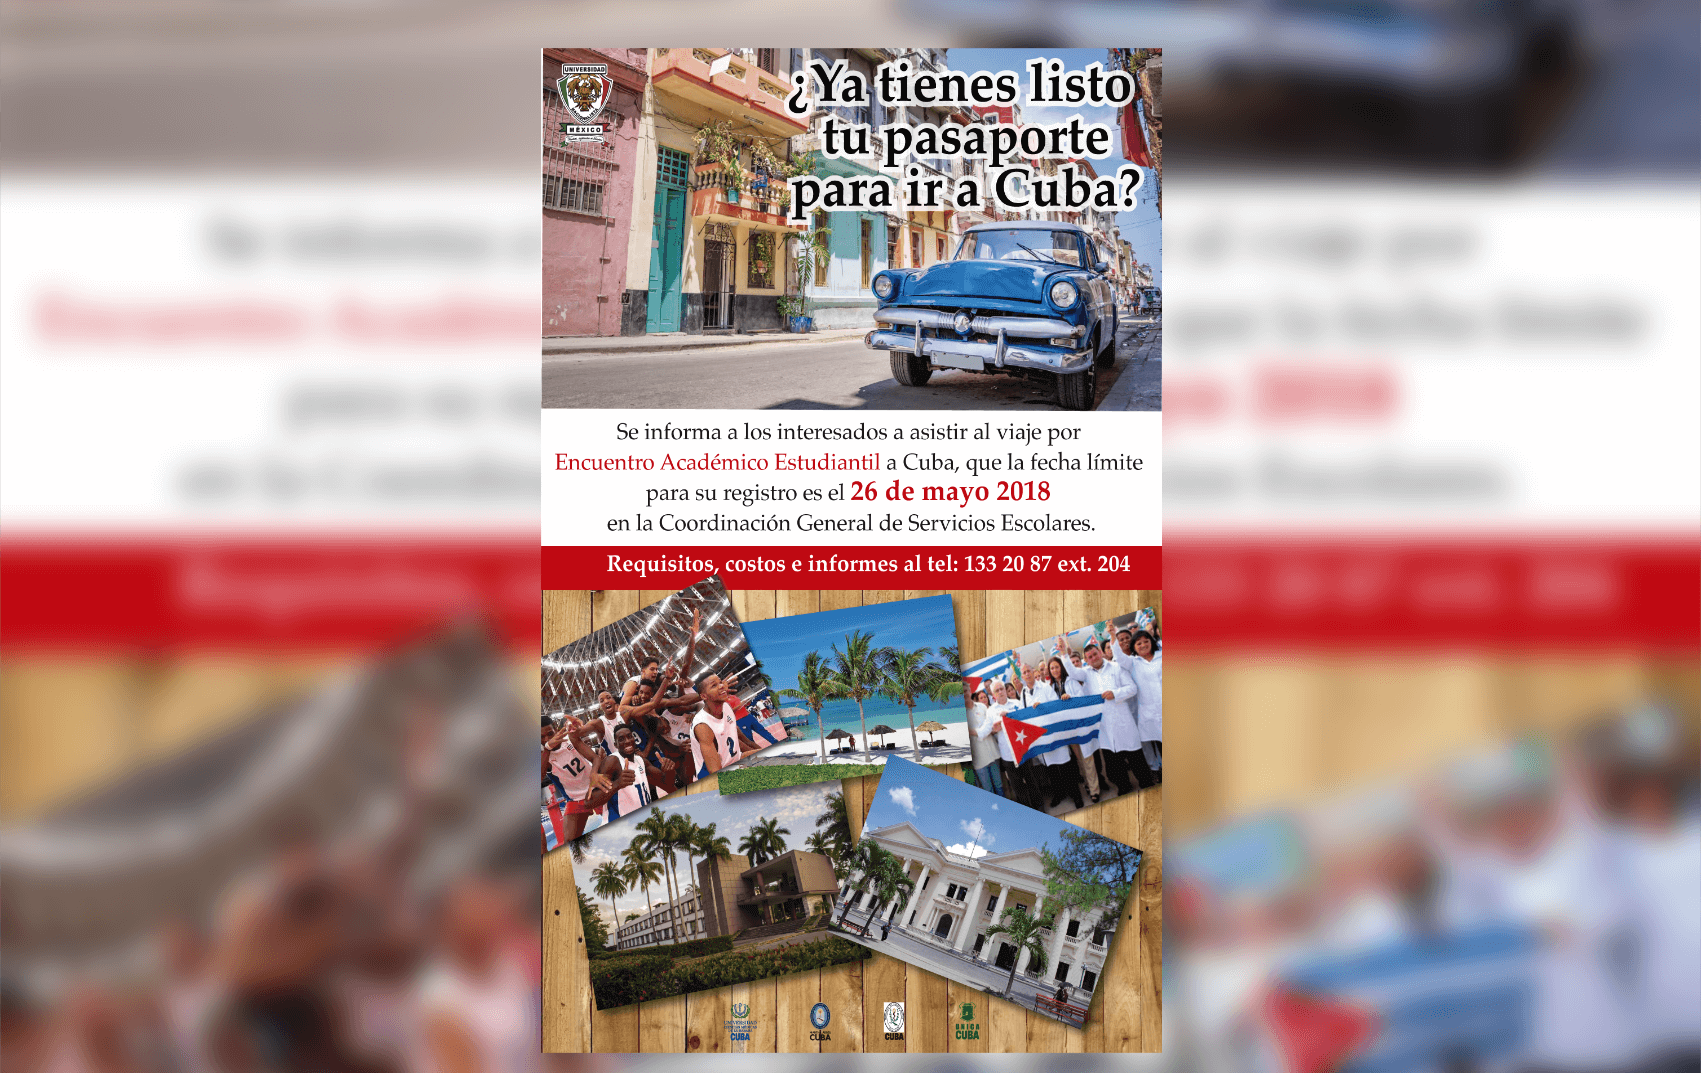 UNIVERSIDAD
MÉXICO
¿Ya tienes listo
tu pasaporte
para ir a Cuba?
Se informa a los interesados a asistir al viaje por
Encuentro Académico Estudiantil a Cuba, que la fecha límite
para su registro es el 26 de mayo 2018
en la Coordinación General de Servicios Escolares.
Requisitos, costos e informes al tel: 133 20 87 ext. 204
12
2
UNIVERSIDAD
CUBA
CUBA
CUBA
CUBA